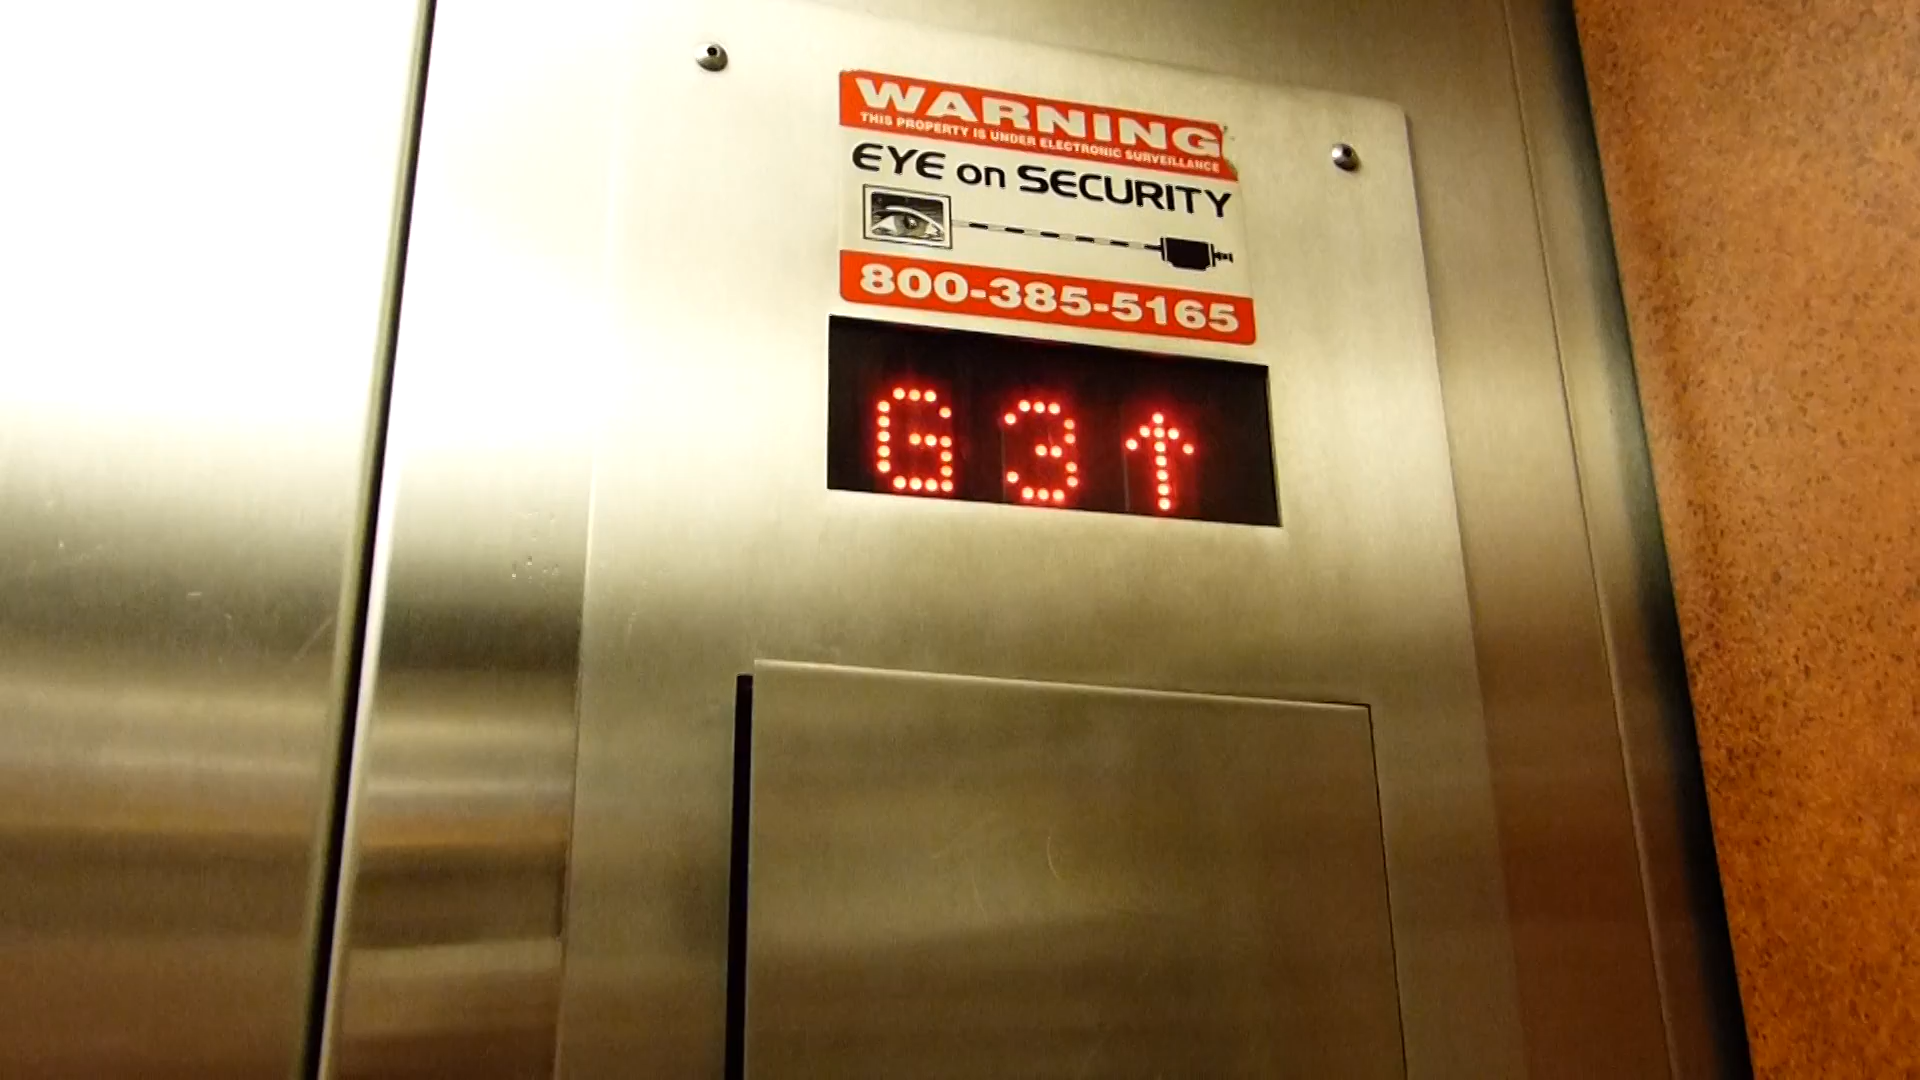 WARNING
THIS PROPERTY IS UNDER ELECTRONIC SURVEILLANCE
EYE on SECURITY
800-385-5165
G3↑